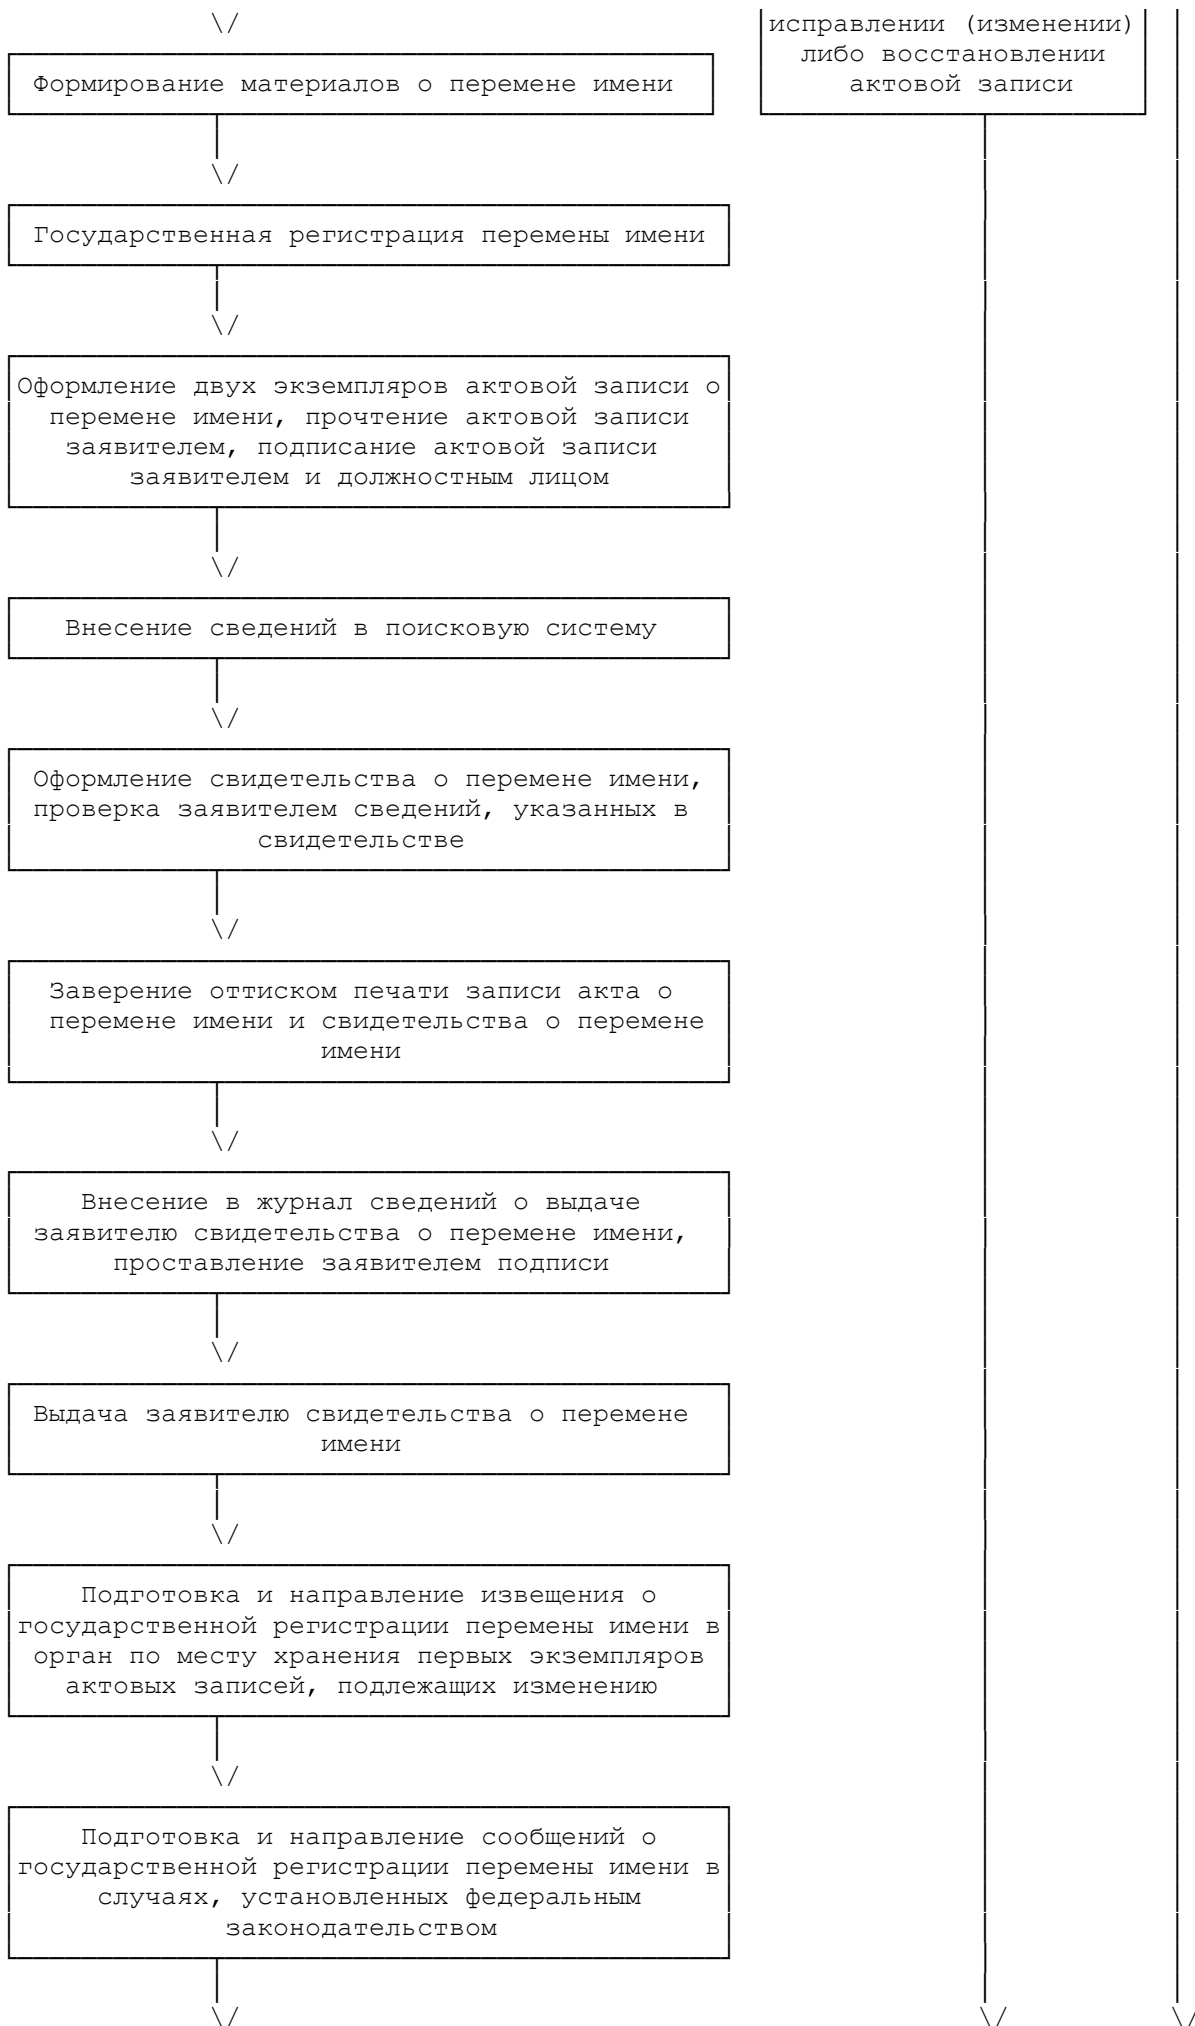 исправлении (изменении)
либо восстановлении
актовой записи
Формирование материалов о перемене имени
Государственная регистрация перемены имени
Оформление двух экземпляров актовой записи о
перемене имени, прочтение актовой записи
заявителем, подписание актовой записи
заявителем и должностным лицом
Внесение сведений в поисковую систему
Оформление свидетельства о перемене имени,
проверка заявителем сведений, указанных в
свидетельстве
Заверение оттиском печати записи акта о
перемене имени и свидетельства о перемене
имени
Внесение в журнал сведений о выдаче
заявителю свидетельства о перемене имени,
проставление заявителем подписи
Выдача заявителю свидетельства о перемене
имени
Подготовка и направление извещения о
государственной регистрации перемены имени в
орган по месту хранения первых экземпляров
актовых записей, подлежащих изменению
Подготовка и направление сообщений о
государственной регистрации перемены имени в
случаях, установленных федеральным
законодательством